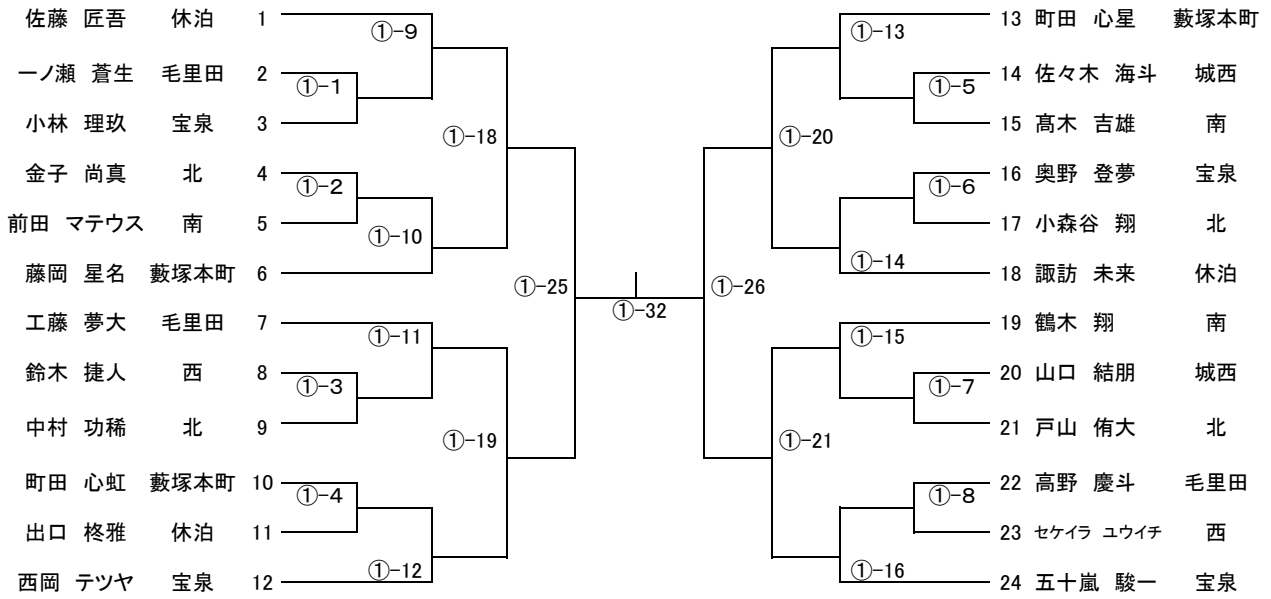 佐藤 匠吾 休泊 1
①-9
一ノ瀬 蒼生 毛里田 2
①-1
小林 理玖 宝泉 3
①-18
金子 尚真 北 4
①-2
前田 マテウス 南 5
①-10
藤岡 星名 藪塚本町 6
①-25
工藤 夢大 毛里田 7
①-11
鈴木 捷人 西 8
①-3
中村 功稀 北 9
①-19
町田 心虹 藪塚本町 10
①-4
出口 柊雅 休泊 11
①-12
西岡 テツヤ 宝泉 12
①-32
13 町田 心星 藪塚本町
①-13
14 佐々木 海斗 城西
①-5
15 髙木 吉雄 南
①-20
16 奥野 登夢 宝泉
①-6
17 小森谷 翔 北
①-14
18 諏訪 未来 休泊
①-26
19 鶴木 翔 南
①-15
20 山口 結朋 城西
①-7
21 戸山 侑大 北
①-21
22 高野 慶斗 毛里田
①-8
23 セケイラ ユウイチ 西
①-16
24 五十嵐 駿一 宝泉